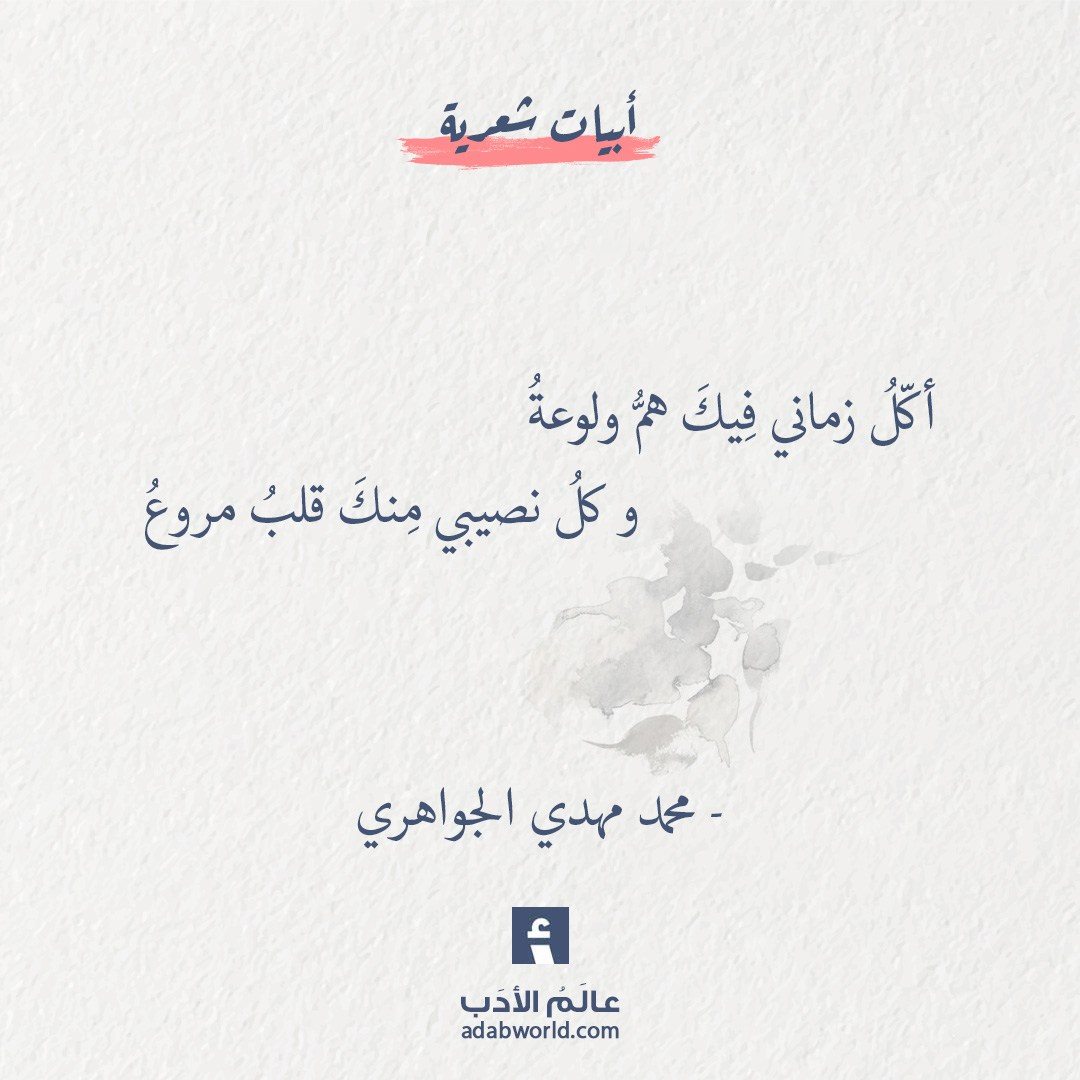 أبيات شعرية
أكّلُ زماني فِيكَ همُّ ولوعةُ
و كلُ نصيبي مِنكَ قلبُ مروعُ
- محمد مهدي الجواهري
أ
عالَمُ الأدَب
adabworld.com